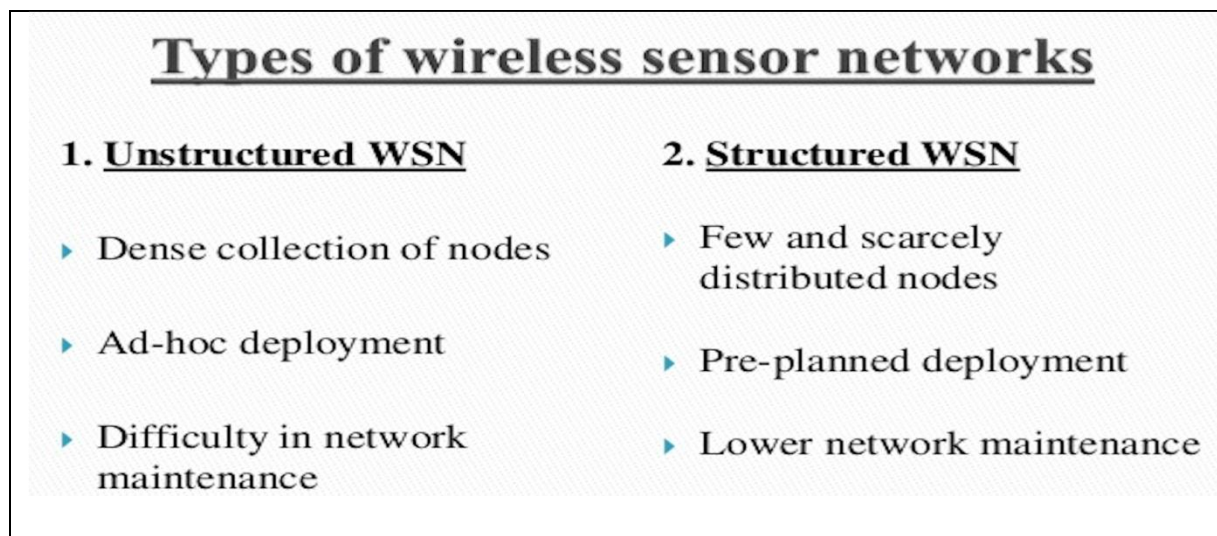 Types of wireless sensor networks
1. Unstructured WSN
Dense collection of nodes
Ad-hoc deployment
Difficulty in network
maintenance
2. Structured WSN
Few and scarcely
distributed nodes
Pre-planned deployment
Lower network maintenance